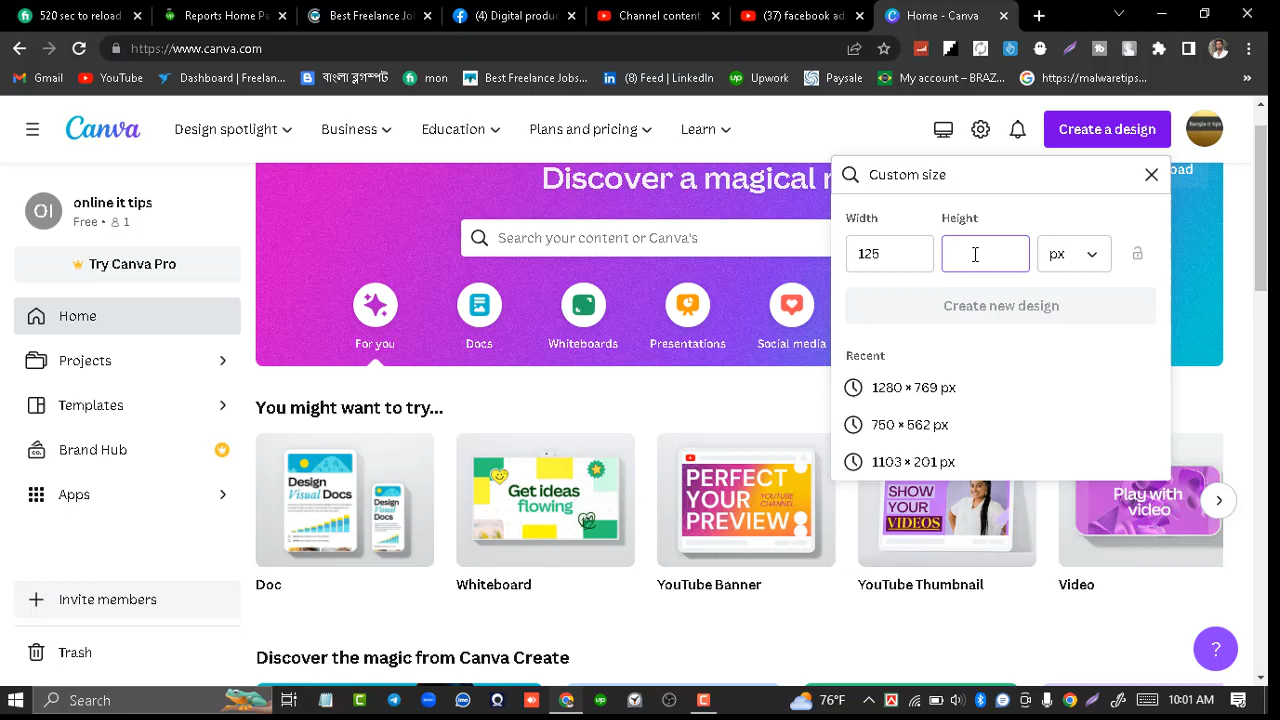 520 sec to reload
Reports Home Pa
Best Freelance Jo
(4) Digital produc
Channel content
(37) facebook ad
Home - Canva
https://www.canva.com
Gmail
YouTube
Dashboard | Freelan...
বাংলা ব্লগস্পট
mon
Best Freelance Jobs...
(8) Feed | LinkedIn
Upwork
Paysale
My account – BRAZ...
https://malwaretips...
Canva
Design spotlight
Business
Education
Plans and pricing
Learn
Create a design
Bangla it tips
OI
online it tips
Free • 1
Try Canva Pro
Home
Projects
Templates
Brand Hub
Apps
Invite members
Trash
Discover a magical
Search your content or Canva's
For you
Docs
Whiteboards
Presentations
Social media
Custom size
Width
Height
125
px
Create new design
Recent
1280 × 769 px
750 × 562 px
1103 × 201 px
You might want to try...
Design
Visual Docs
Get ideas
flowing
PERFECT
YOUR
PREVIEW
YOUTUBE
CHANNEL
SHOW
YOUR
VIDEOS
Play with
video
Doc
Whiteboard
YouTube Banner
YouTube Thumbnail
Video
Discover the magic from Canva Create
?
Search
76°F
10:01 AM